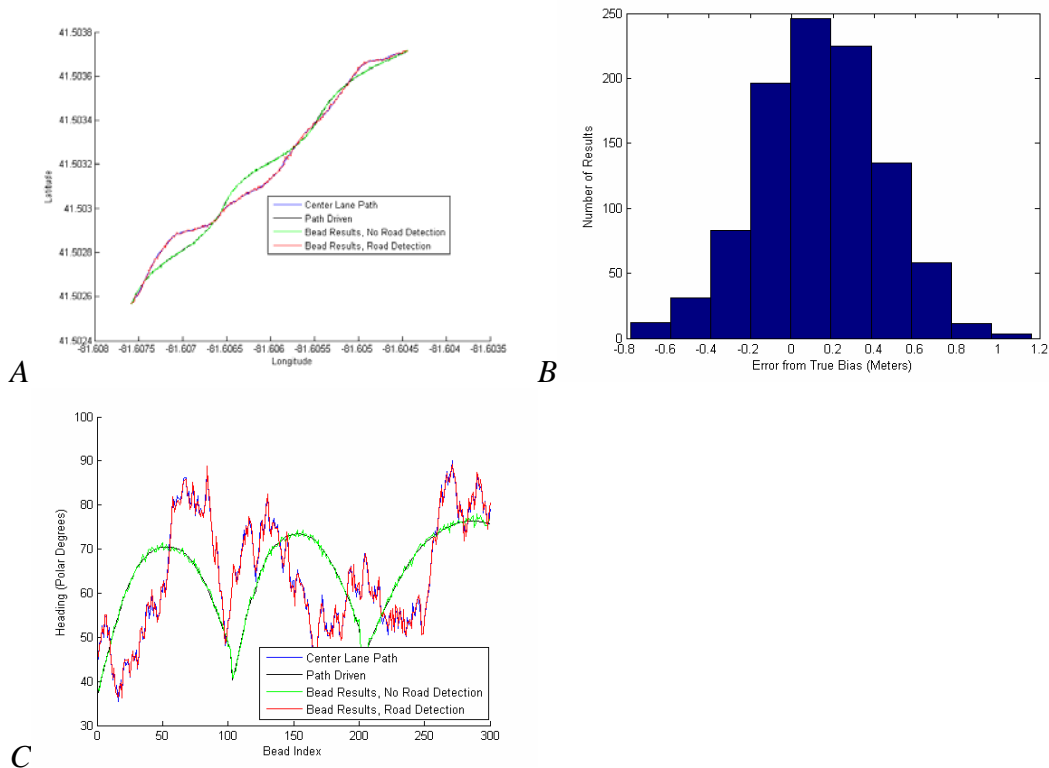 41.5038
41.5036
41.5034
41.5032
41.503
41.5028
41.5026
41.5024
Latitude
Center Lane Path
Path Driven
Bead Results, No Road Detection
Bead Results, Road Detection
-81.608 -81.6075 -81.607 -81.6065 -81.606 -81.6055 -81.605 -81.6045 -81.604 -81.6035
Longitude
A
250
200
150
100
50
0
Number of Results
-0.8 -0.6 -0.4 -0.2 0 0.2 0.4 0.6 0.8 1 1.2
Error from True Bias (Meters)
B
100
90
80
70
60
50
40
30
Heading (Polar Degrees)
Center Lane Path
Path Driven
Bead Results, No Road Detection
Bead Results, Road Detection
0 50 100 150 200 250 300
Bead Index
C